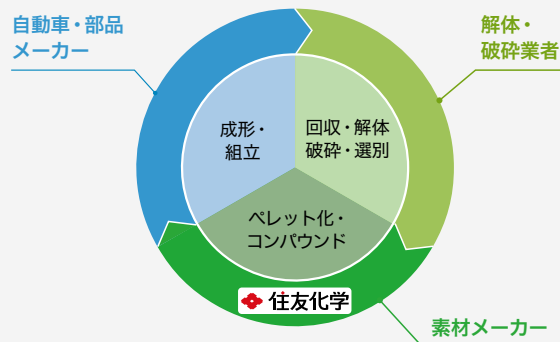 自動車・部品
メーカー
解体・
破砕業者
成形・
組立
回収・解体
破砕・選別
ペレット化・
コンパウンド
住友化学
素材メーカー